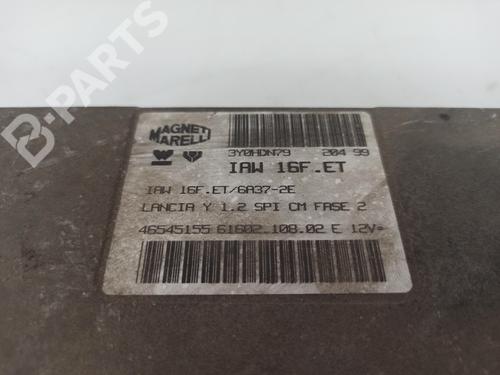 B-PARTS
MAGNETI MARELLI
3Y0HDN79 204 99
IAW 16F.ET
IAW 16F.ET/6A37-2E
LANCIA Y 1.2 SPI CM FASE 2
46545155 61602.108.02 E 12V=
B-PARTS